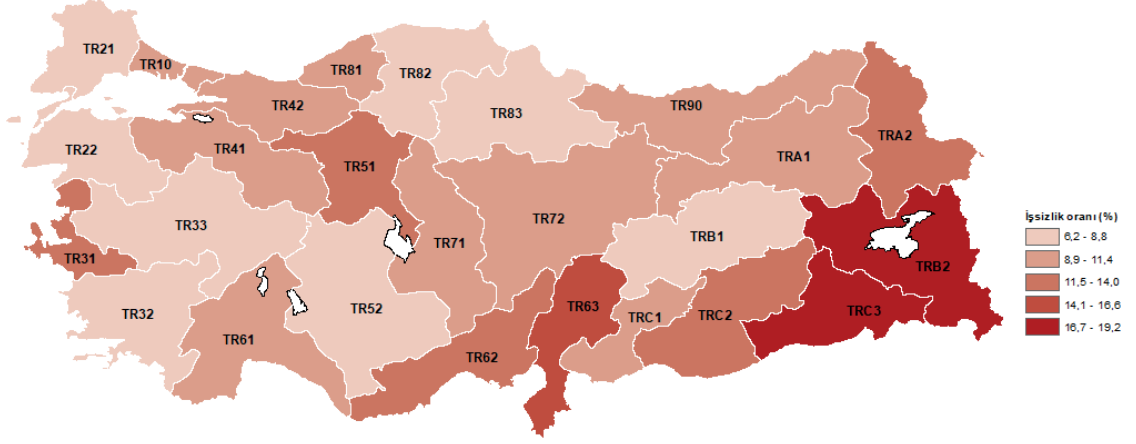 TR21
TR10
TR81
TR82
TR42
TR83
TR90
TRA2
TR22
TR41
TRA1
TR51
TR33
TR72
TR71
TRB1
TR31
TRB2
TR32
TR52
TR63
TRC1
TRC2
TRC3
TR61
TR62
İşsizlik oranı (%)
6,2 - 8,8
8,9 - 11,4
11,5 - 14,0
14,1 - 16,6
16,7 - 19,2